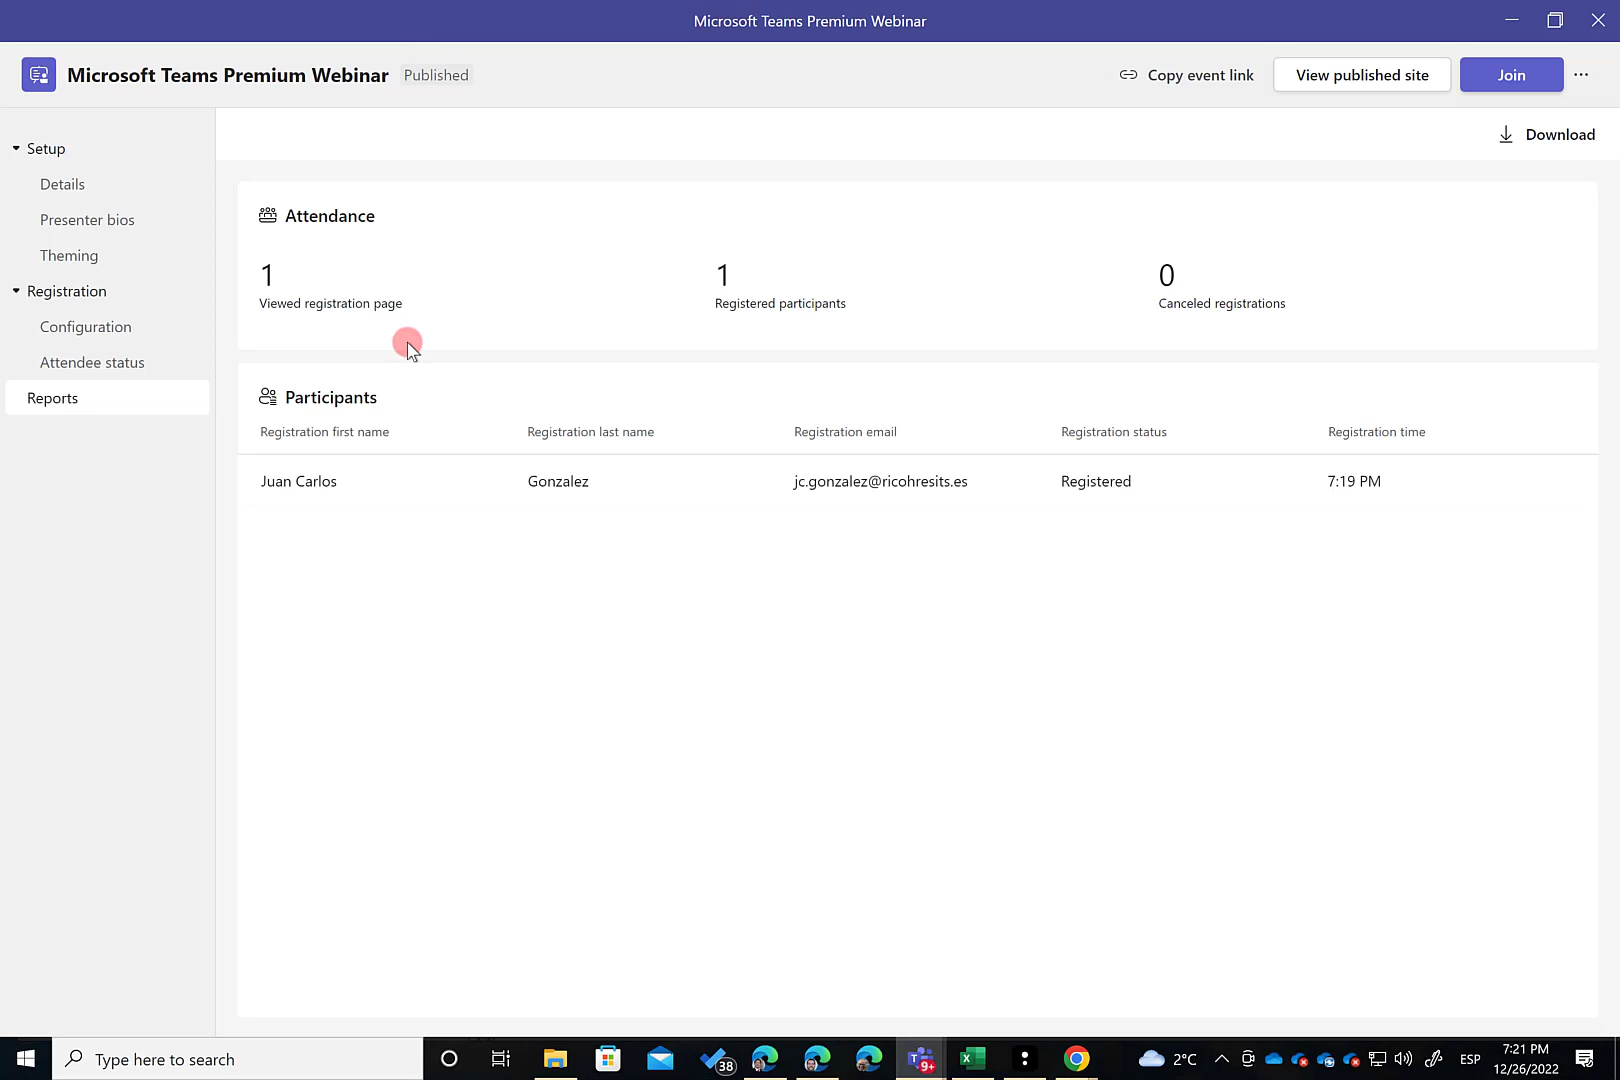 Microsoft Teams Premium Webinar
Microsoft Teams Premium Webinar Published Copy event link View published site Join
Download
Setup
Details
Presenter bios
Theming
Registration
Configuration
Attendee status
Reports
Attendance
1 1 0
Viewed registration page Registered participants Canceled registrations
Participants
Registration first name Registration last name Registration email Registration status Registration time
Juan Carlos Gonzalez jc.gonzalez@ricohresits.es Registered 7:19 PM
Type here to search 38 9+ 2°C ESP 7:21 PM
12/26/2022